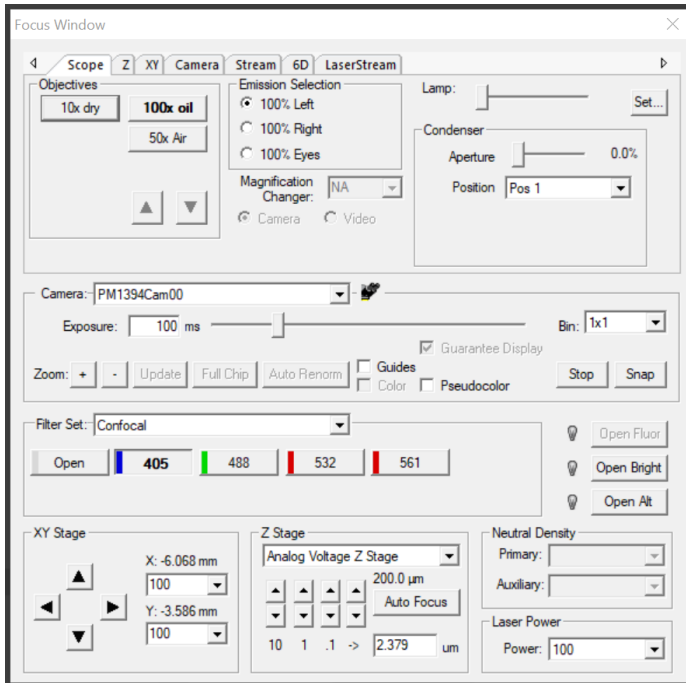 Focus Window
Scope Z XY Camera Stream 6D LaserStream
Objectives
10x dry 100x oil
50x Air
Emission Selection
100% Left
100% Right
100% Eyes
Magnification Changer: NA
Camera Video
Lamp: Set...
Condenser
Aperture 0.0%
Position Pos 1
Camera: PM1394Cam00
Exposure: 100 ms Bin: 1x1
Guarantee Display
Zoom: + - Update Full Chip Auto Renorm Guides
Color Pseudocolor Stop Snap
Filter Set: Confocal
Open 405 488 532 561
Open Fluor
Open Bright
Open Alt
XY Stage
X: -6.068 mm
100
Y: -3.586 mm
100
Z Stage
Analog Voltage Z Stage
200.0 µm
Auto Focus
10 1 .1 -> 2.379 um
Neutral Density
Primary:
Auxiliary:
Laser Power
Power: 100